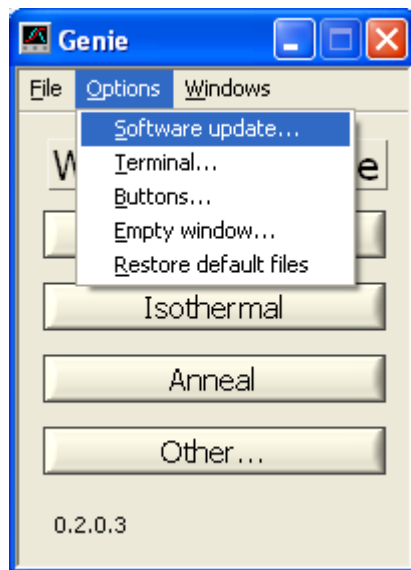 Genie
File Options Windows
Software update...
Terminal...
Buttons...
Empty window...
Restore default files
Isothermal
Anneal
Other...
0.2.0.3